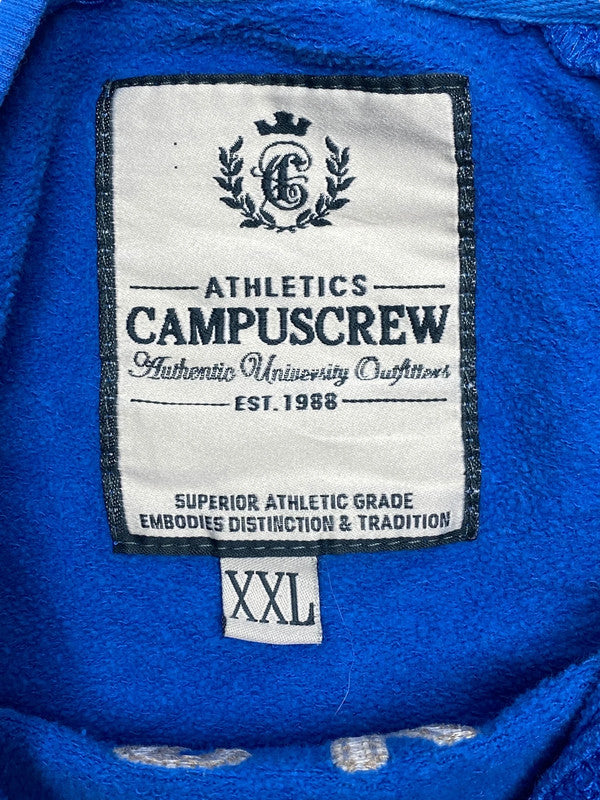 ATHLETICS
CAMPUSCREW
Authentic University Outfitters
EST. 1988
SUPERIOR ATHLETIC GRADE
EMBODIES DISTINCTION & TRADITION
XXL